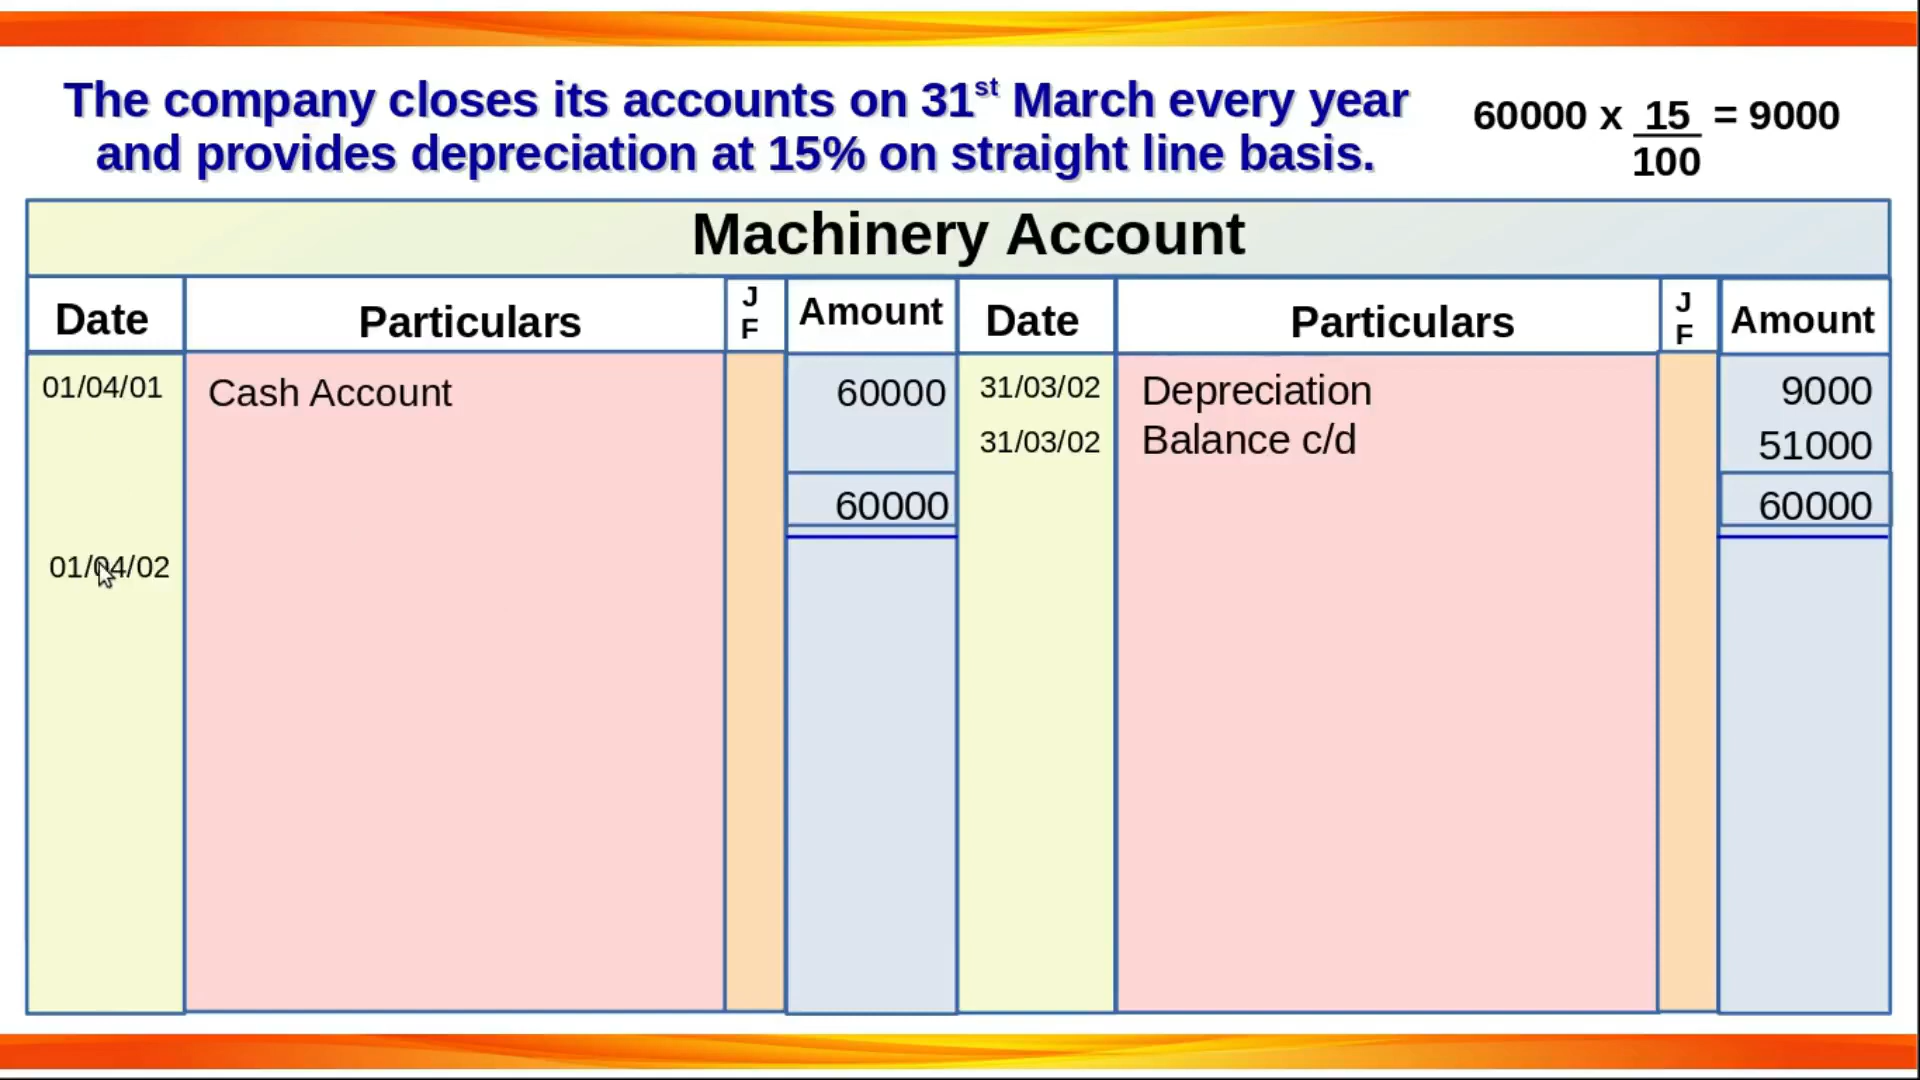 The company closes its accounts on 31st March every year
and provides depreciation at 15% on straight line basis.
60000 x 15 = 9000
100
Machinery Account
Date Particulars J F Amount Date Particulars J F Amount
01/04/01 Cash Account 60000 31/03/02 Depreciation 9000
31/03/02 Balance c/d 51000
60000 60000
01/04/02